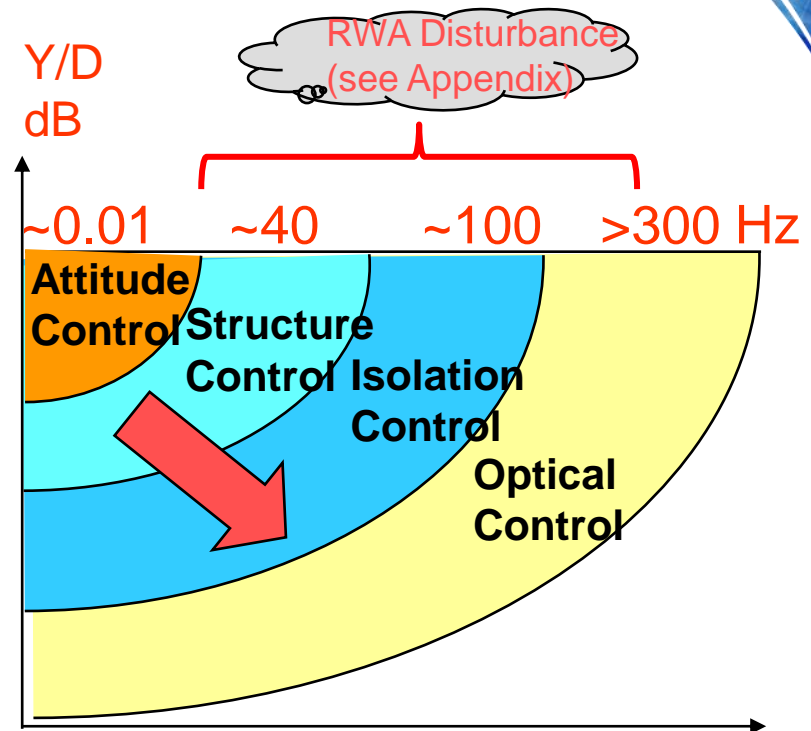 RWA Disturbance
(see Appendix)
Y/D
dB
~0.01 ~40 ~100 >300 Hz
Attitude
Control
Structure
Control
Isolation
Control
Optical
Control